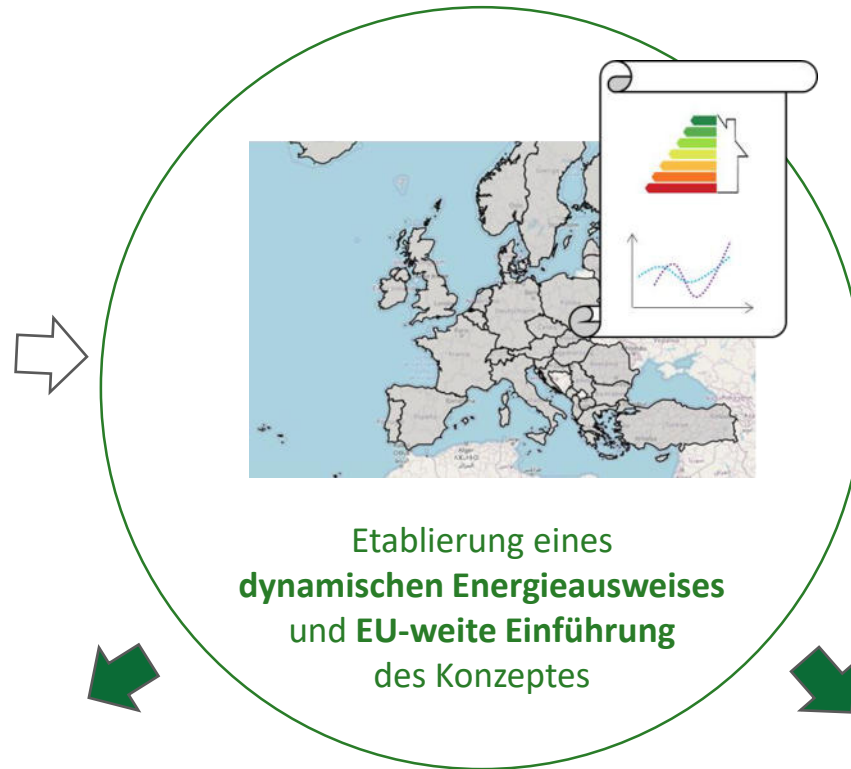 Etablierung eines
dynamischen Energieausweises
und EU-weite Einführung
des Konzeptes